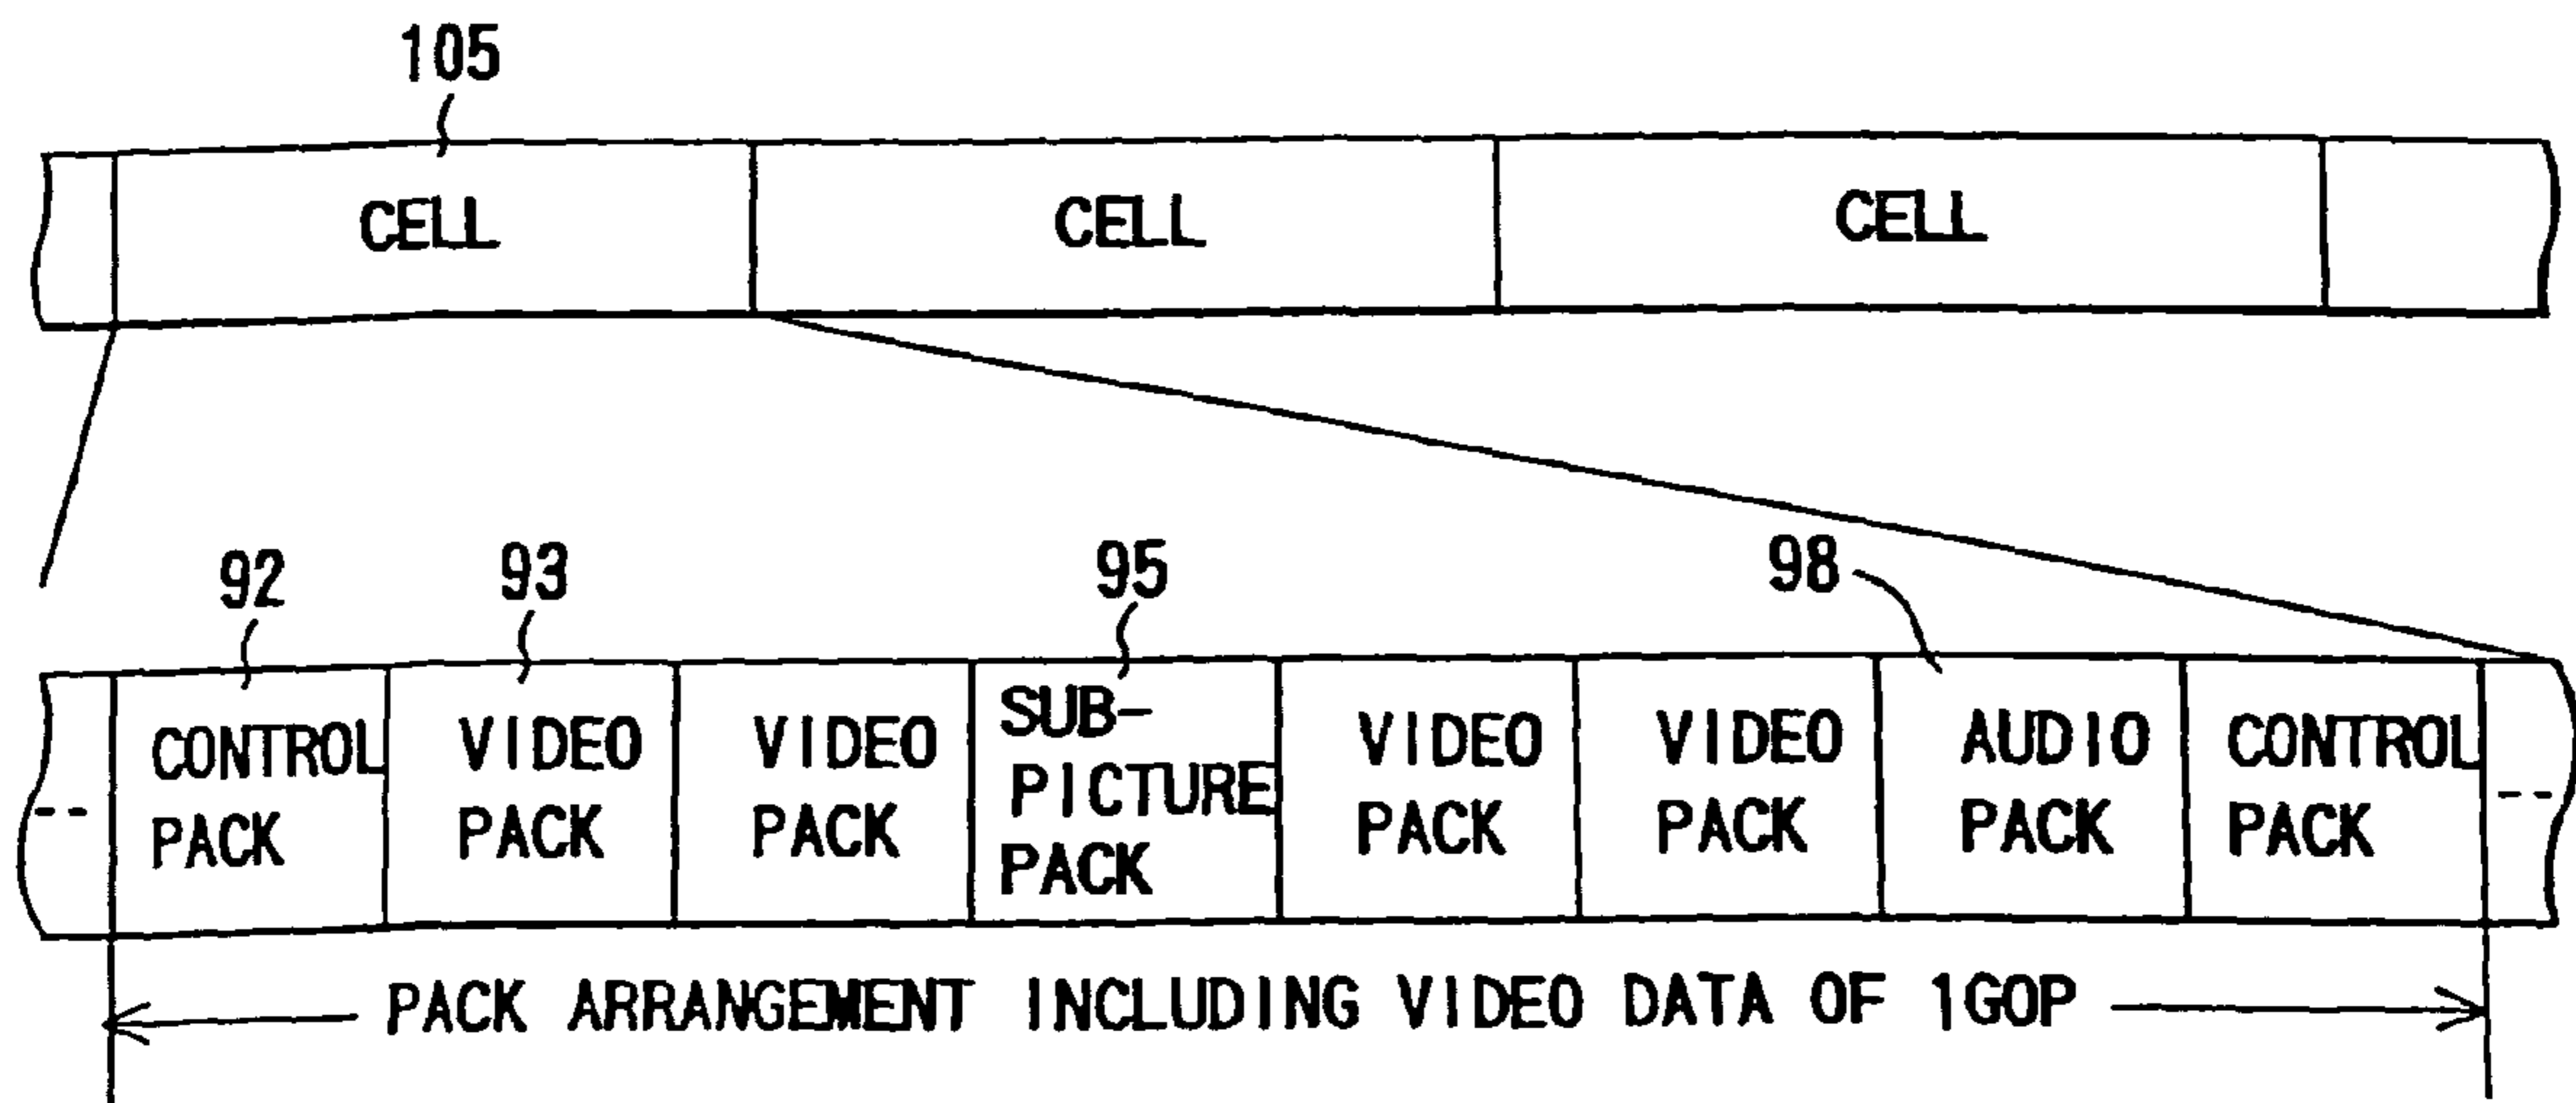 105
CELL CELL CELL
92 93 95 98
CONTROL PACK
VIDEO PACK
VIDEO PACK
SUB-
PICTURE
PACK
VIDEO PACK
VIDEO PACK
AUDIO PACK
CONTROL PACK
PACK ARRANGEMENT INCLUDING VIDEO DATA OF 1GOP